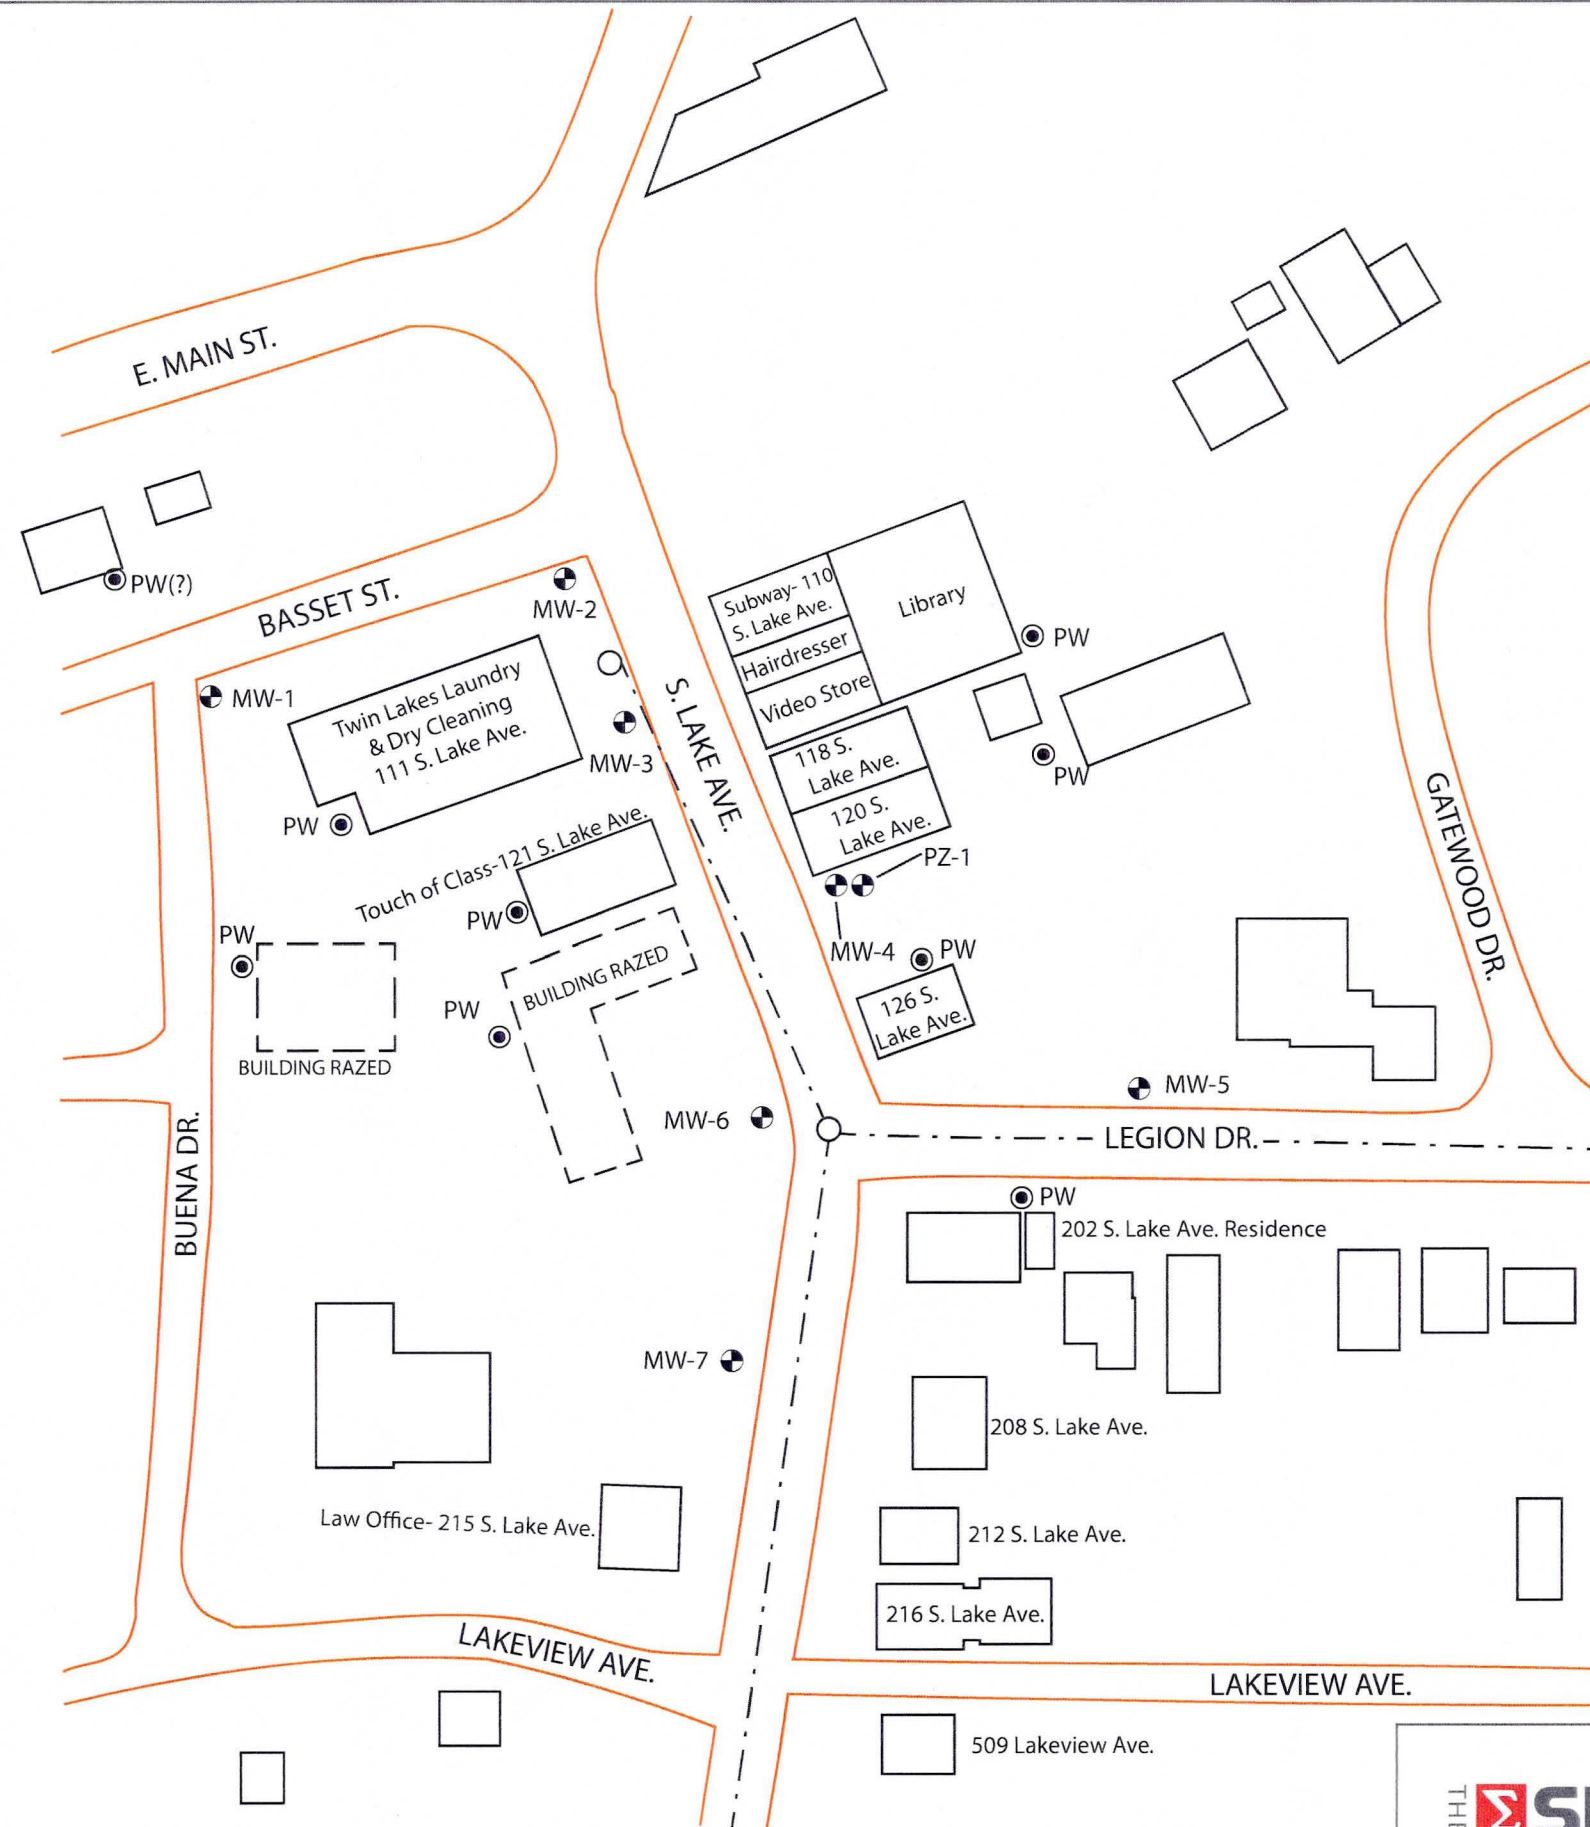 E. MAIN ST.
PW(?)
BASSET ST.
MW-2
MW-1
Twin Lakes Laundry
& Dry Cleaning
111 S. Lake Ave.
MW-3
S. LAKE AVE.
Subway- 110
S. Lake Ave.
Hairdresser
Video Store
Library
PW
PW
118 S.
Lake Ave.
120 S.
Lake Ave.
PZ-1
MW-4
PW
126 S.
Lake Ave.
GATEWOOD DR.
PW
Touch of Class-121 S. Lake Ave.
PW
PW
BUILDING RAZED
PW
BUILDING RAZED
MW-6
MW-5
LEGION DR.
BUENA DR.
PW
202 S. Lake Ave. Residence
MW-7
208 S. Lake Ave.
Law Office- 215 S. Lake Ave.
212 S. Lake Ave.
216 S. Lake Ave.
LAKEVIEW AVE.
LAKEVIEW AVE.
509 Lakeview Ave.
THE